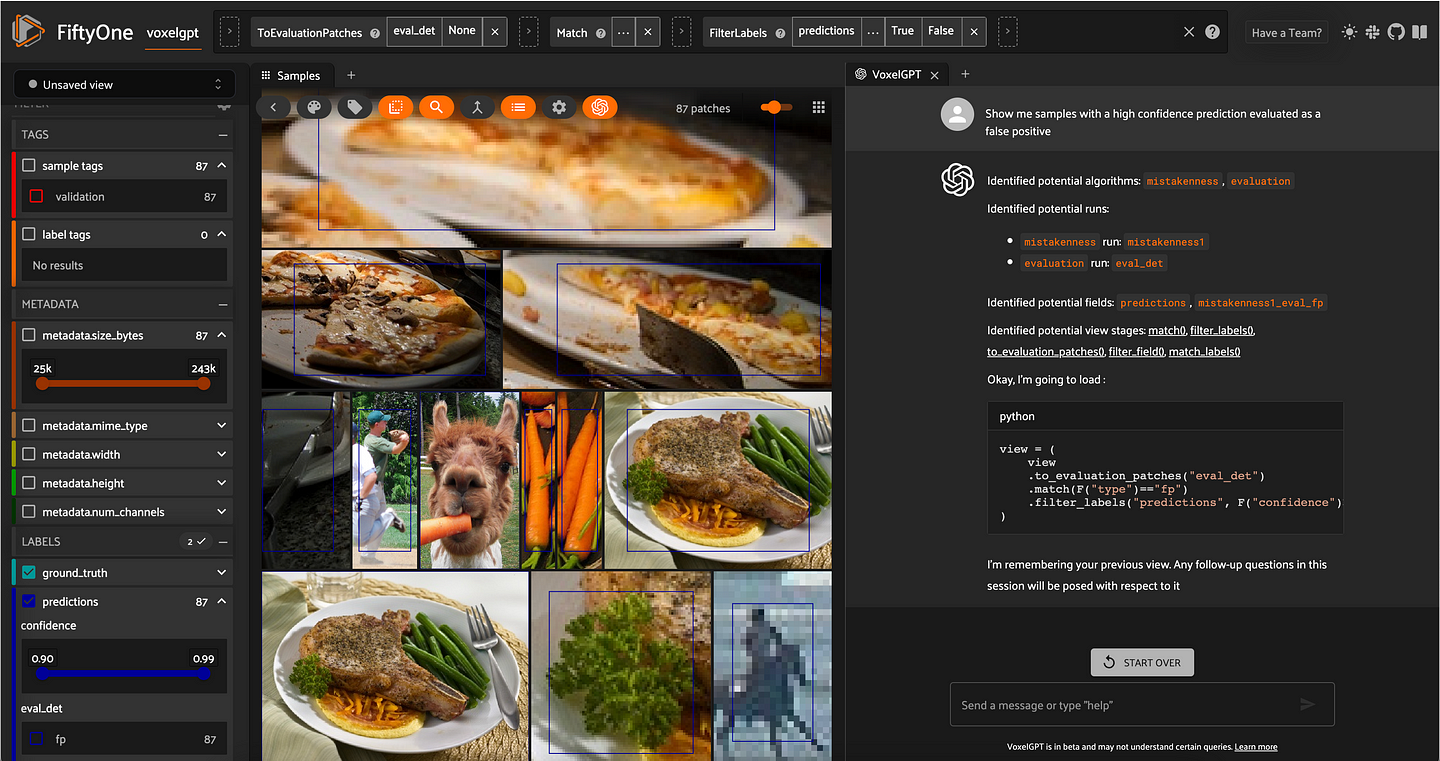 FiftyOne
voxelgpt
ToEvaluationPatches ? eval_det None ×
Match ? ... ×
FilterLabels ? predictions ... True False ×
Have a Team?
Unsaved view
Samples
+
VoxelGPT ×
+
TAGS
sample tags 87
validation 87
label tags 0
No results
METADATA
metadata.size_bytes 87
25k 243k
metadata.mime_type
metadata.width
metadata.height
metadata.num_channels
LABELS 2
ground_truth
predictions 87
confidence
0.90 0.99
eval_det
fp 87
87 patches
Show me samples with a high confidence prediction evaluated as a
false positive
Identified potential algorithms: mistakenness, evaluation
Identified potential runs:
• mistakenness run: mistakenness1
• evaluation run: eval_det
Identified potential fields: predictions, mistakenness1_eval_fp
Identified potential view stages: match(), filter_labels(),
to_evaluation_patches(), filter_field(), match_labels()
Okay, I'm going to load :
python
view = (
view
.to_evaluation_patches("eval_det")
.match(F("type")=="fp")
.filter_labels("predictions", F("confidence")
)
I'm remembering your previous view. Any follow-up questions in this
session will be posed with respect to it
START OVER
Send a message or type "help"
VoxelGPT is in beta and may not understand certain queries. Learn more